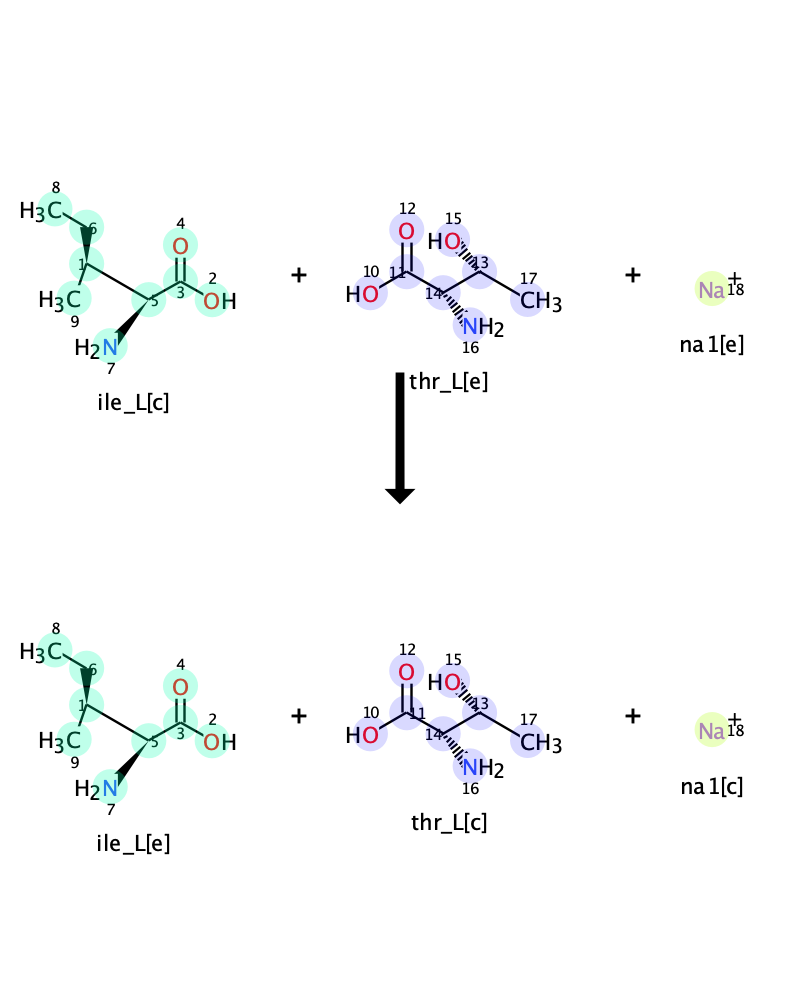 8
H₃C 6 4 12 15
O O HO
1 10 11 13 17 +
H₃C 3 2 HO 14 CH₃ Na 18
5 OH
9 + NH₂ +
H₂N 16
7
na1[e]
thr_L[e]
ile_L[c]
8
H₃C 6 4 12 15
O O HO
1 10 11 13 17 +
H₃C 3 2 HO 14 CH₃ Na 18
5 OH
9 + NH₂ +
H₂N 16
7
na1[c]
thr_L[c]
ile_L[e]